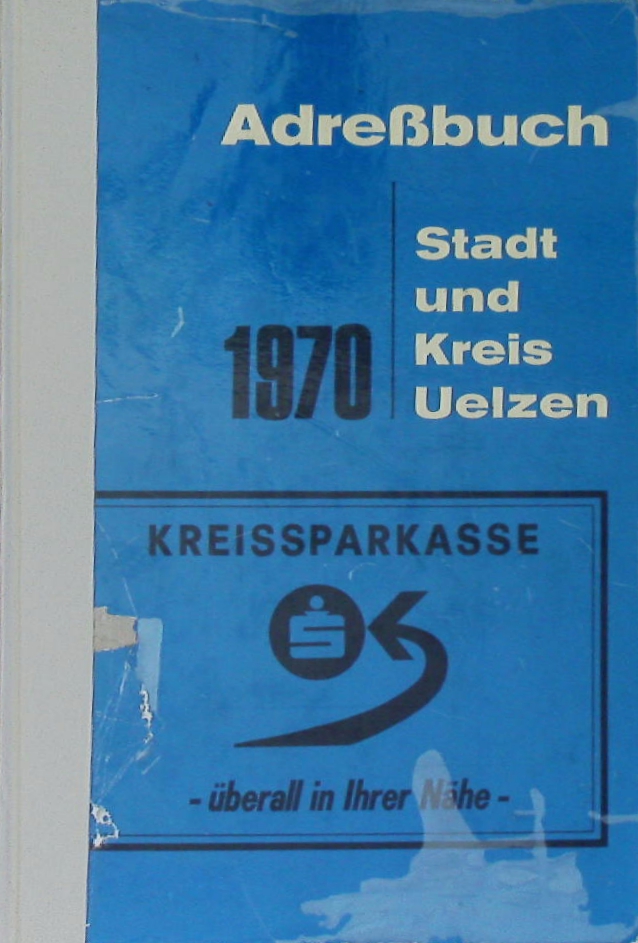 Adreßbuch
1970
Stadt
und
Kreis
Uelzen
KREISSPARKASSE
- überall in Ihrer Nähe -